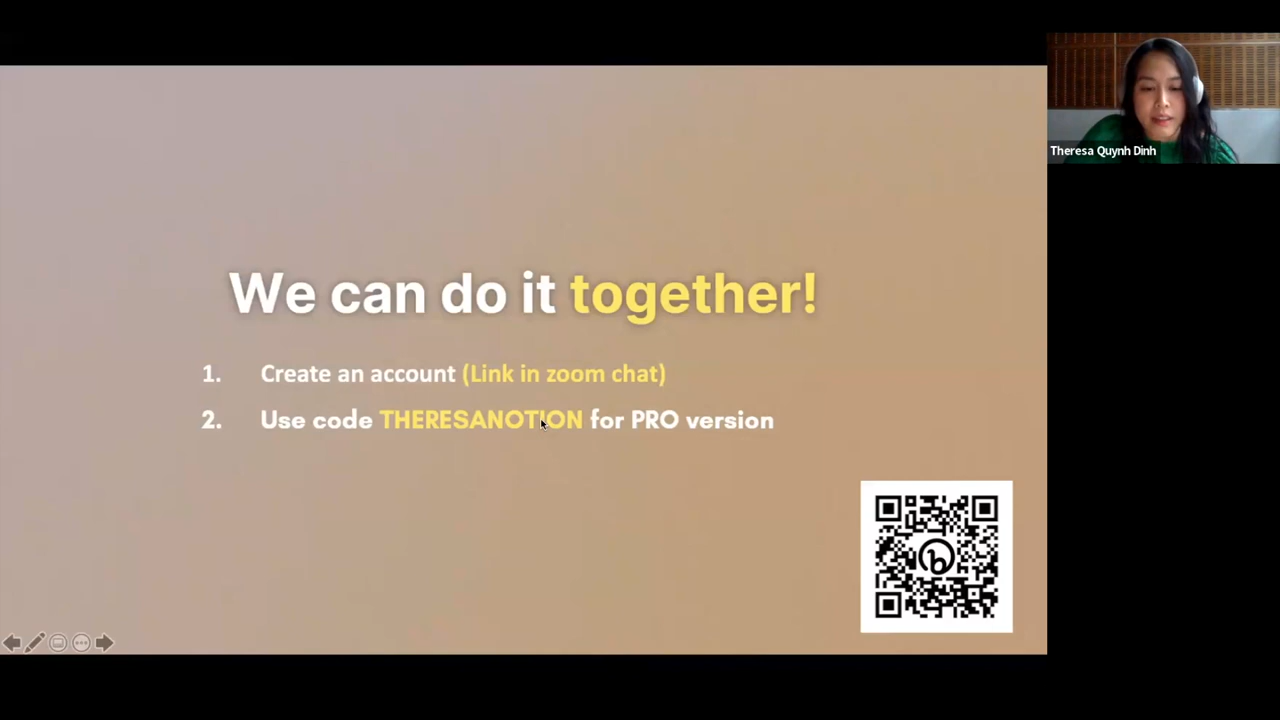 Theresa Quynh Dinh
We can do it together!
1. Create an account (Link in zoom chat)
2. Use code THERESANOTION for PRO version
b